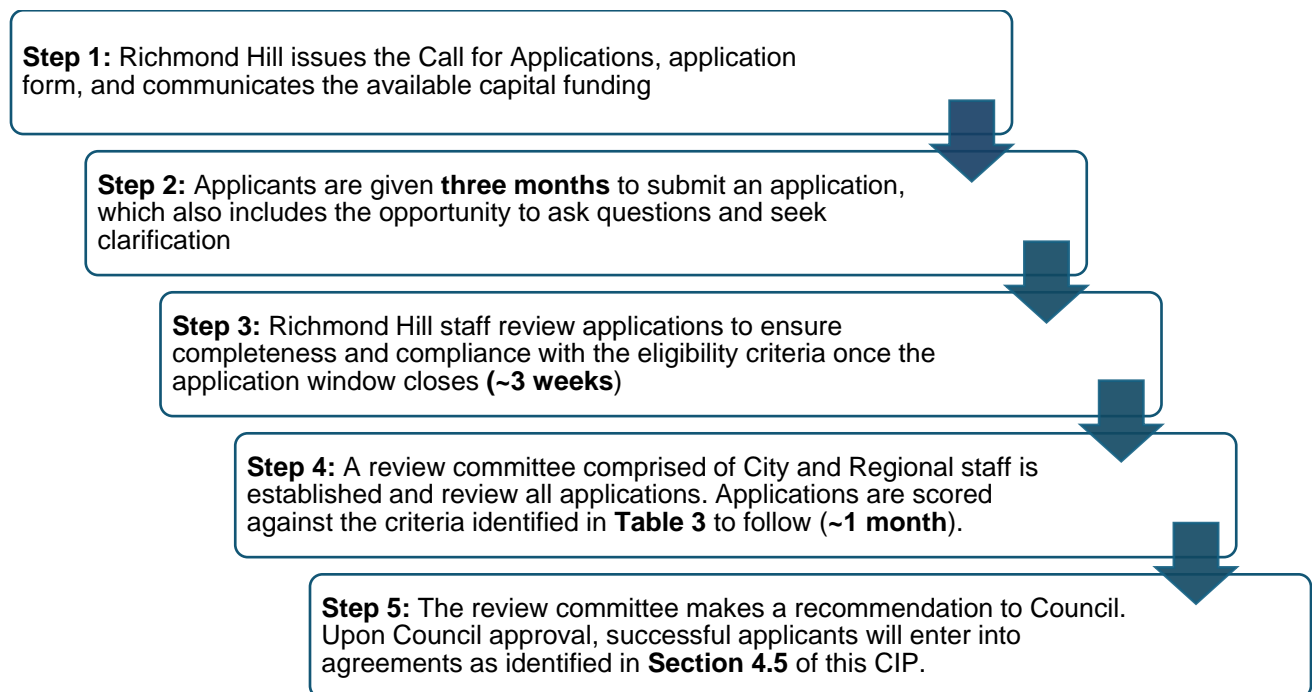 Step 1: Richmond Hill issues the Call for Applications, application
form, and communicates the available capital funding
Step 2: Applicants are given three months to submit an application,
which also includes the opportunity to ask questions and seek
clarification
Step 3: Richmond Hill staff review applications to ensure
completeness and compliance with the eligibility criteria once the
application window closes (~3 weeks)
Step 4: A review committee comprised of City and Regional staff is
established and review all applications. Applications are scored
against the criteria identified in Table 3 to follow (~1 month).
Step 5: The review committee makes a recommendation to Council.
Upon Council approval, successful applicants will enter into
agreements as identified in Section 4.5 of this CIP.